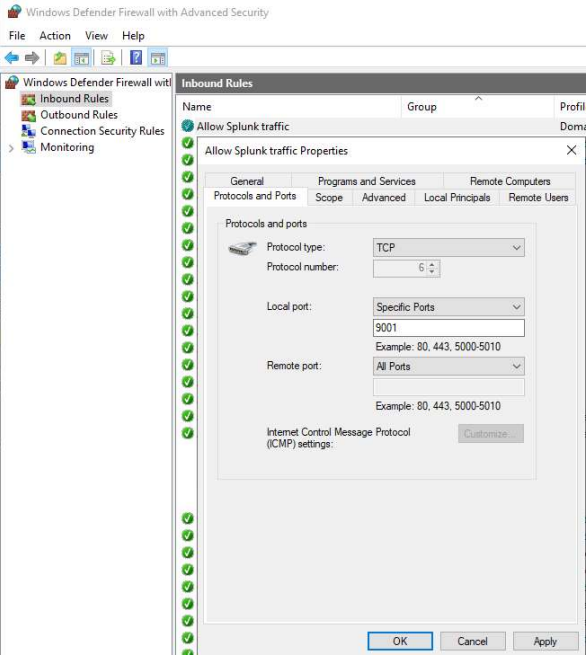 Windows Defender Firewall with Advanced Security
File Action View Help
Windows Defender Firewall witl
Inbound Rules
Outbound Rules
Connection Security Rules
Monitoring
Inbound Rules
Name Group Profil
Allow Splunk traffic Doma
Allow Splunk traffic Properties
General Programs and Services Remote Computers
Protocols and Ports Scope Advanced Local Principals Remote Users
Protocols and ports
Protocol type: TCP
Protocol number: 6
Local port: Specific Ports
9001
Example: 80, 443, 5000-5010
Remote port: All Ports
Example: 80, 443, 5000-5010
Internet Control Message Protocol Customize...
(ICMP) settings:
OK Cancel Apply